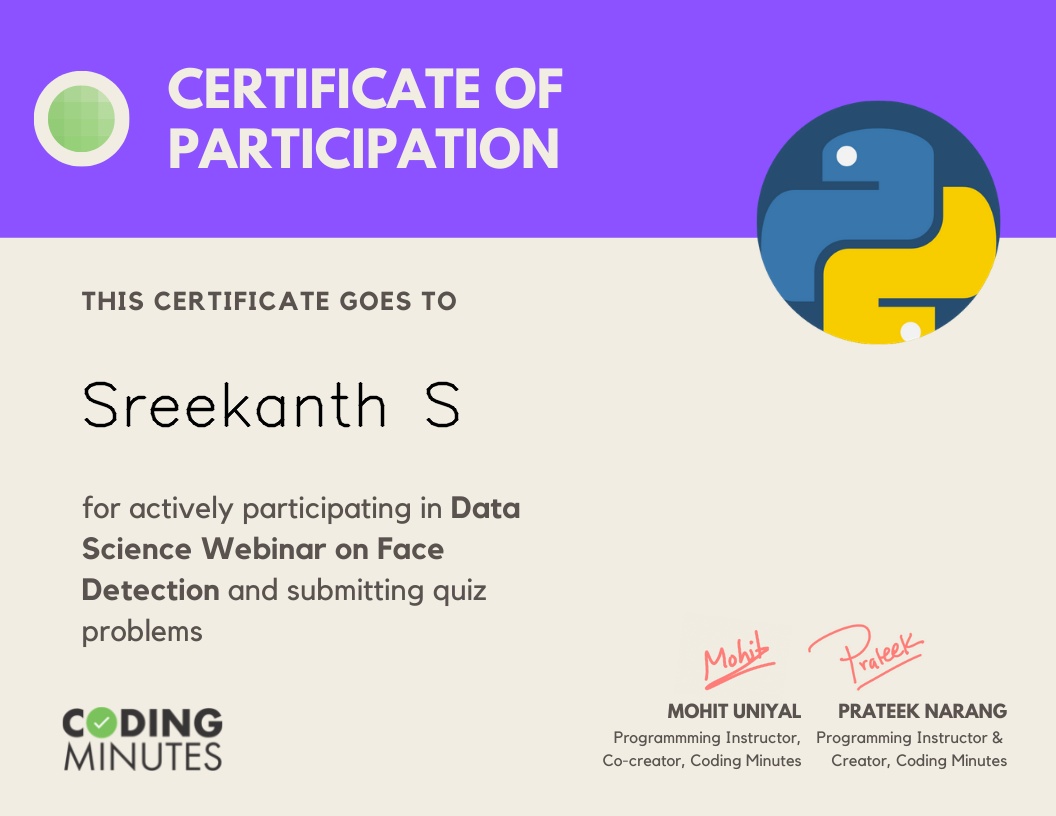 CERTIFICATE OF
PARTICIPATION
THIS CERTIFICATE GOES TO
Sreekanth S
for actively participating in Data
Science Webinar on Face
Detection and submitting quiz
problems
Mohit
Prateek
MOHIT UNIYAL
Programmming Instructor,
Co-creator, Coding Minutes
PRATEEK NARANG
Programming Instructor &
Creator, Coding Minutes
CODING
MINUTES